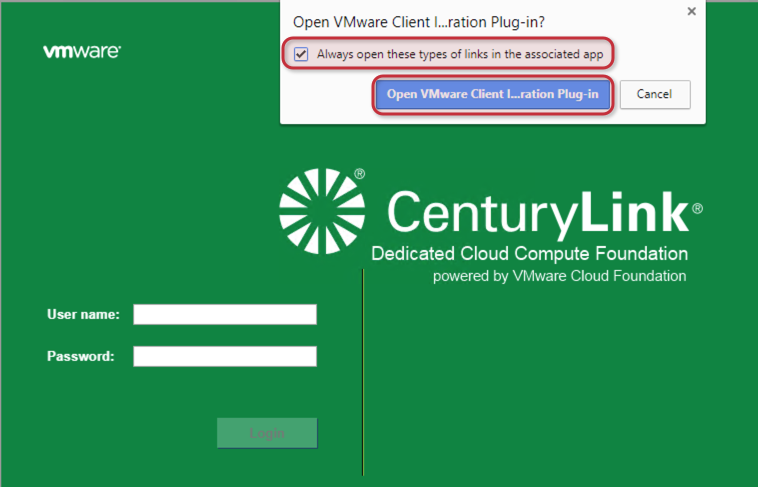 Open VMware Client I...ration Plug-in?
×
Always open these types of links in the associated app
Open VMware Client I...ration Plug-in
Cancel
vmware®
CenturyLink®
Dedicated Cloud Compute Foundation
powered by VMware Cloud Foundation
User name:
Password:
Login